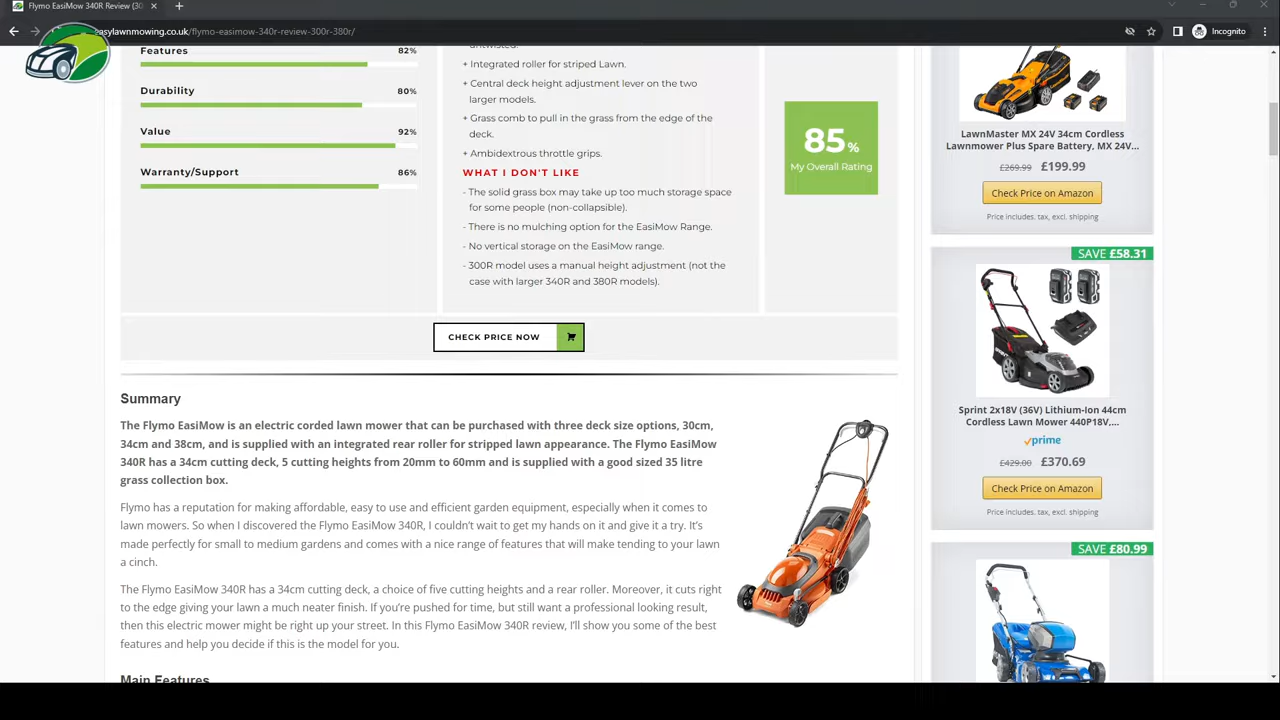 Flymo EasiMow 340R Review (30
easylawnmowing.co.uk/flymo-easimow-340r-review-300r-380r/
Incognito
Features 82%
Durability 80%
Value 92%
Warranty/Support 86%
untwisted.
+ Integrated roller for striped Lawn.
+ Central deck height adjustment lever on the two
larger models.
+ Grass comb to pull in the grass from the edge of the
deck.
+ Ambidextrous throttle grips.
WHAT I DON'T LIKE
- The solid grass box may take up too much storage space
for some people (non-collapsible).
- There is no mulching option for the EasiMow Range.
- No vertical storage on the EasiMow range.
- 300R model uses a manual height adjustment (not the
case with larger 340R and 380R models).
85%
My Overall Rating
CHECK PRICE NOW
Summary
The Flymo EasiMow is an electric corded lawn mower that can be purchased with three deck size options, 30cm,
34cm and 38cm, and is supplied with an integrated rear roller for stripped lawn appearance. The Flymo EasiMow
340R has a 34cm cutting deck, 5 cutting heights from 20mm to 60mm and is supplied with a good sized 35 litre
grass collection box.
Flymo has a reputation for making affordable, easy to use and efficient garden equipment, especially when it comes to
lawn mowers. So when I discovered the Flymo EasiMow 340R, I couldn't wait to get my hands on it and give it a try. It's
made perfectly for small to medium gardens and comes with a nice range of features that will make tending to your lawn
a cinch.
The Flymo EasiMow 340R has a 34cm cutting deck, a choice of five cutting heights and a rear roller. Moreover, it cuts right
to the edge giving your lawn a much neater finish. If you're pushed for time, but still want a professional looking result,
then this electric mower might be right up your street. In this Flymo EasiMow 340R review, I'll show you some of the best
features and help you decide if this is the model for you.
Main Features
LawnMaster MX 24V 34cm Cordless
Lawnmower Plus Spare Battery, MX 24V...
£269.99 £199.99
Check Price on Amazon
Price includes. tax, excl. shipping
SAVE £58.31
Sprint 2x18V (36V) Lithium-Ion 44cm
Cordless Lawn Mower 440P18V,...
prime
£429.00 £370.69
Check Price on Amazon
Price includes. tax, excl. shipping
SAVE £80.99